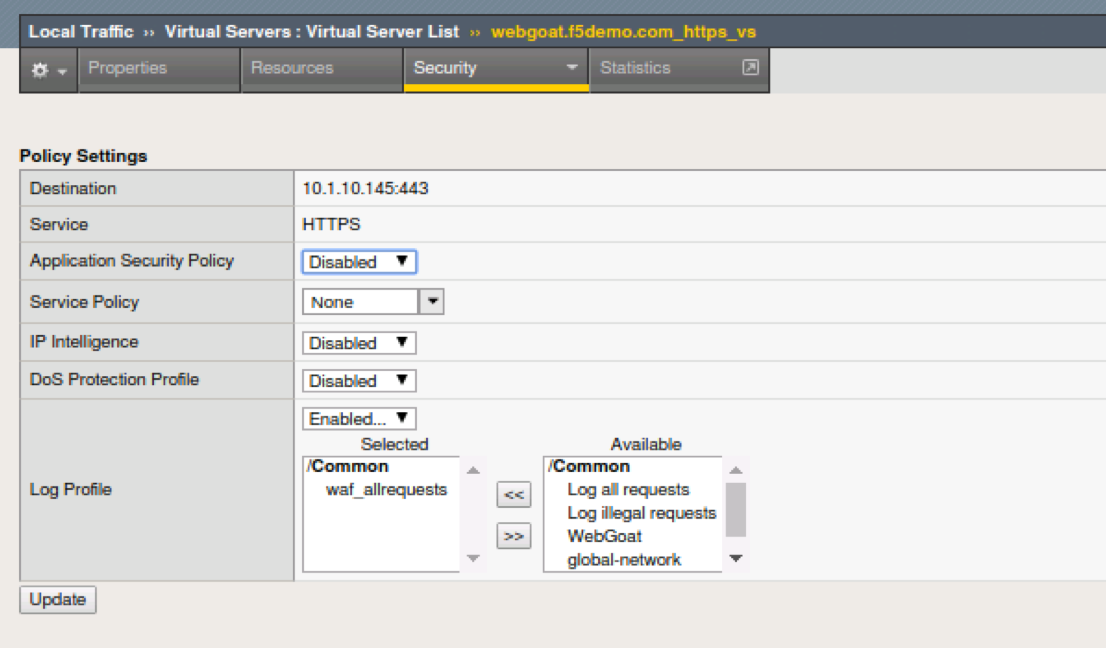 Local Traffic ›› Virtual Servers : Virtual Server List ›› webgoat.f5demo.com_https_vs
Properties Resources Security Statistics
Policy Settings
Destination 10.1.10.145:443
Service HTTPS
Application Security Policy Disabled
Service Policy None
IP Intelligence Disabled
DoS Protection Profile Disabled
Enabled...
Selected Available
/Common /Common
waf_allrequests Log all requests
Log Profile << Log illegal requests
>> WebGoat
global-network
Update